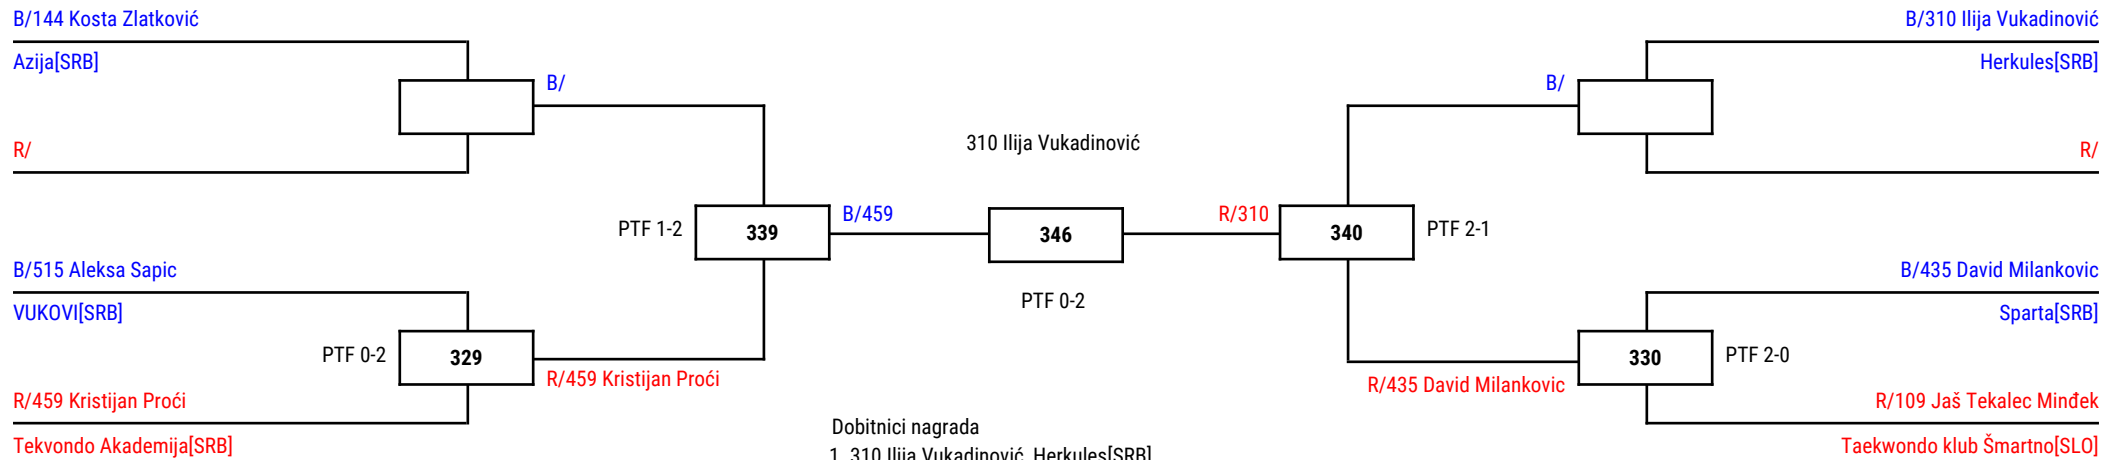 B/144 Kosta Zlatković
B/310 Ilija Vukadinović
Azija[SRB]
Herkules[SRB]
B/
B/
R/
310 Ilija Vukadinović
R/
PTF 1-2
339
B/459
346
R/310
340
PTF 2-1
B/515 Aleksa Sapic
B/435 David Milankovic
VUKOVI[SRB]
PTF 0-2
Sparta[SRB]
PTF 0-2
329
330
PTF 2-0
R/459 Kristijan Proći
R/435 David Milankovic
R/459 Kristijan Proći
R/109 Jaš Tekalec Minđek
Dobitnici nagrada
Tekvondo Akademija[SRB]
Taekwondo klub Šmartno[SLO]
1. 310 Ilija Vukadinović, Herkules[SRB]